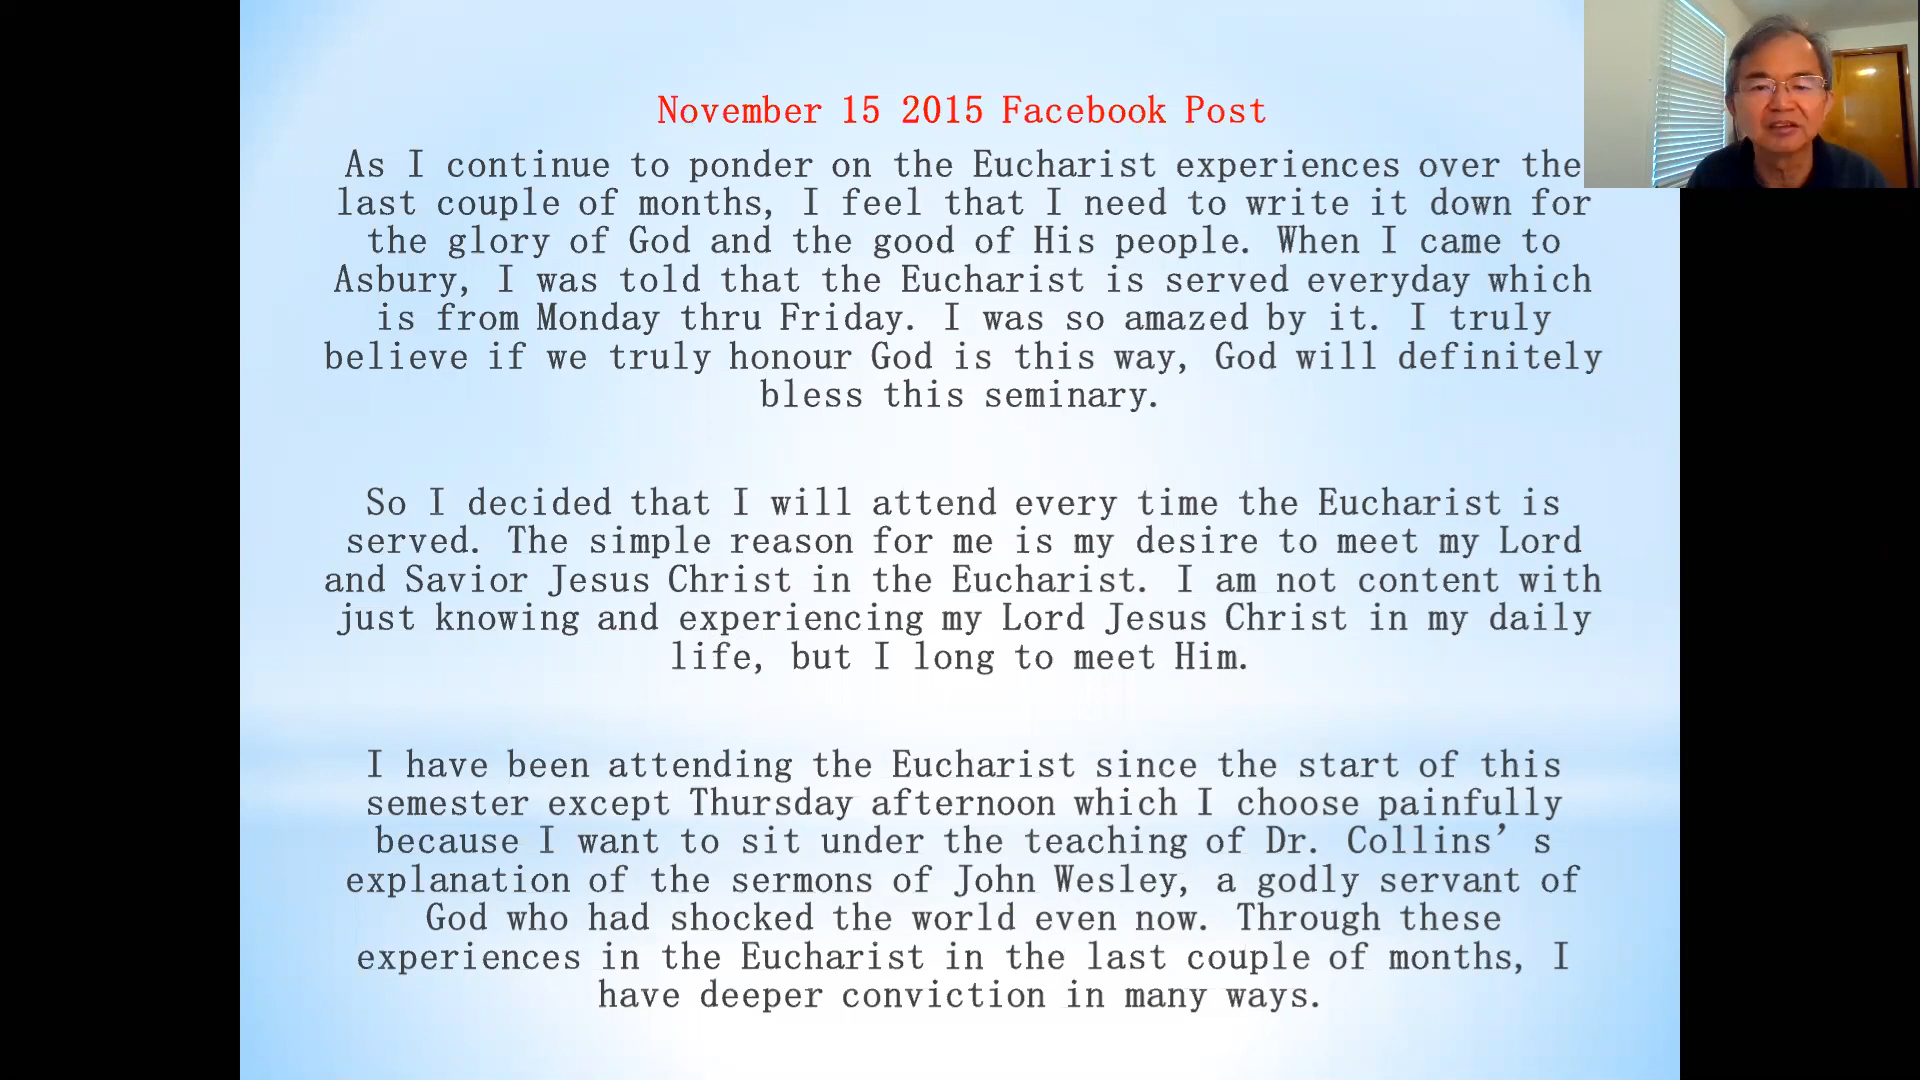 November 15 2015 Facebook Post
As I continue to ponder on the Eucharist experiences over the
last couple of months, I feel that I need to write it down for
the glory of God and the good of His people. When I came to
Asbury, I was told that the Eucharist is served everyday which
is from Monday thru Friday. I was so amazed by it. I truly
believe if we truly honour God is this way, God will definitely
bless this seminary.
So I decided that I will attend every time the Eucharist is
served. The simple reason for me is my desire to meet my Lord
and Savior Jesus Christ in the Eucharist. I am not content with
just knowing and experiencing my Lord Jesus Christ in my daily
life, but I long to meet Him.
I have been attending the Eucharist since the start of this
semester except Thursday afternoon which I choose painfully
because I want to sit under the teaching of Dr. Collins’s
explanation of the sermons of John Wesley, a godly servant of
God who had shocked the world even now. Through these
experiences in the Eucharist in the last couple of months, I
have deeper conviction in many ways.